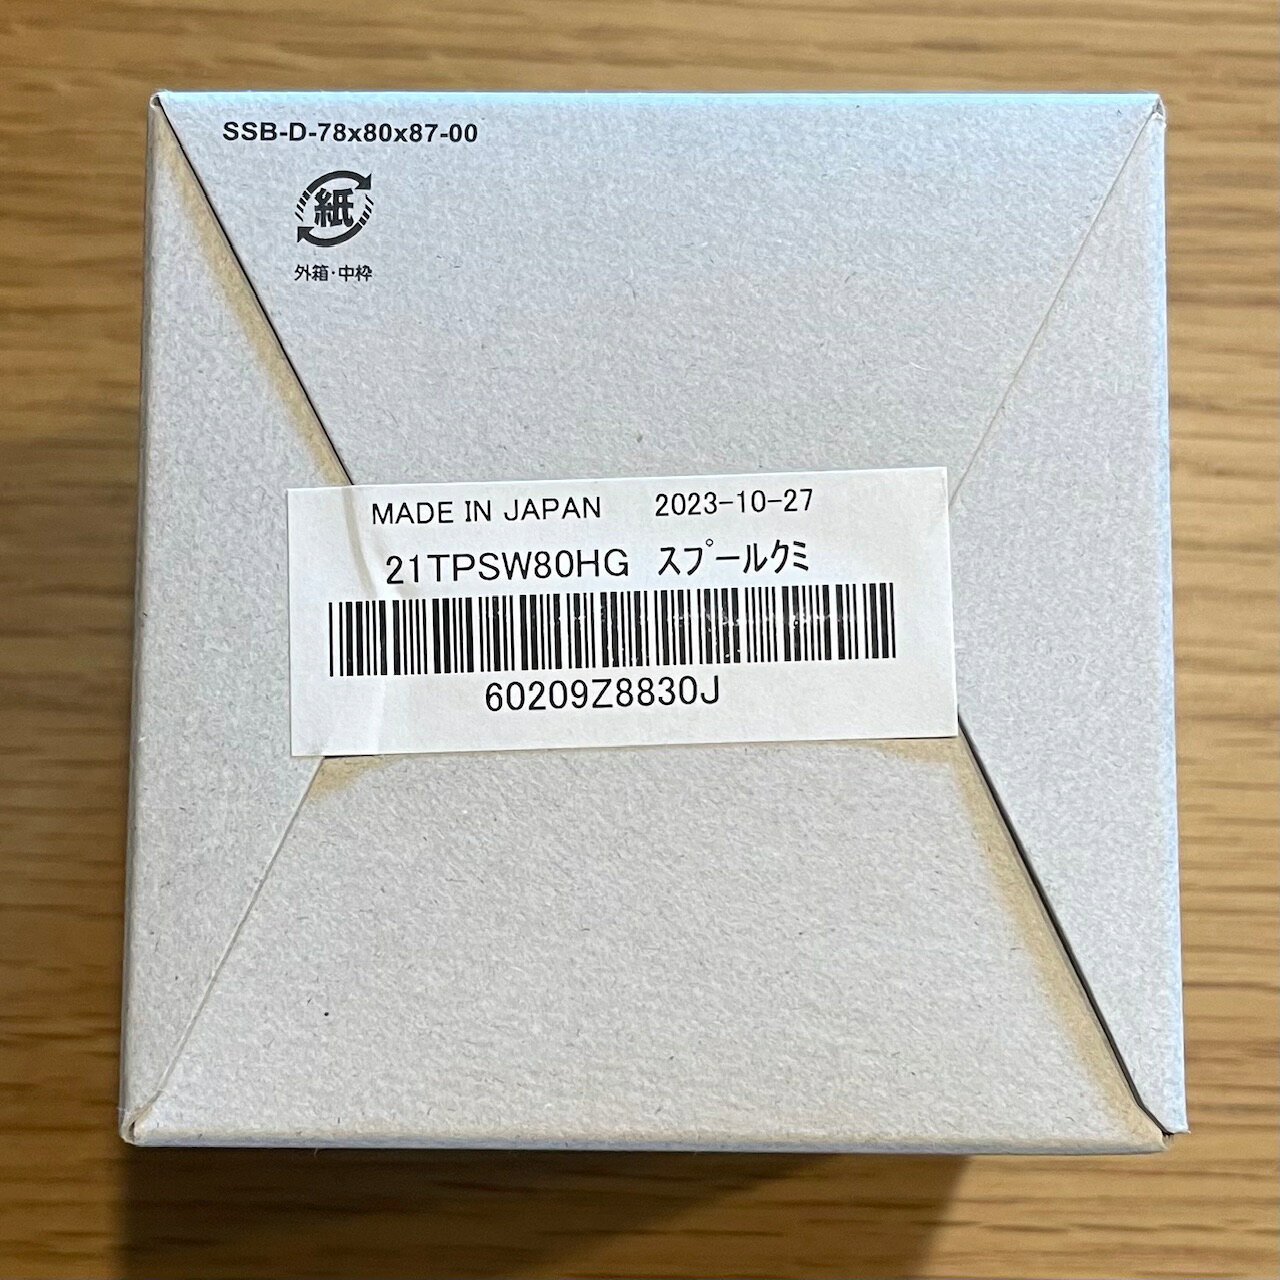 SSB-D-78x80x87-00
紙
外箱・中枠
MADE IN JAPAN 2023-10-27
21TPSW80HG ｽﾌﾟｰﾙｸﾐ
60209Z8830J